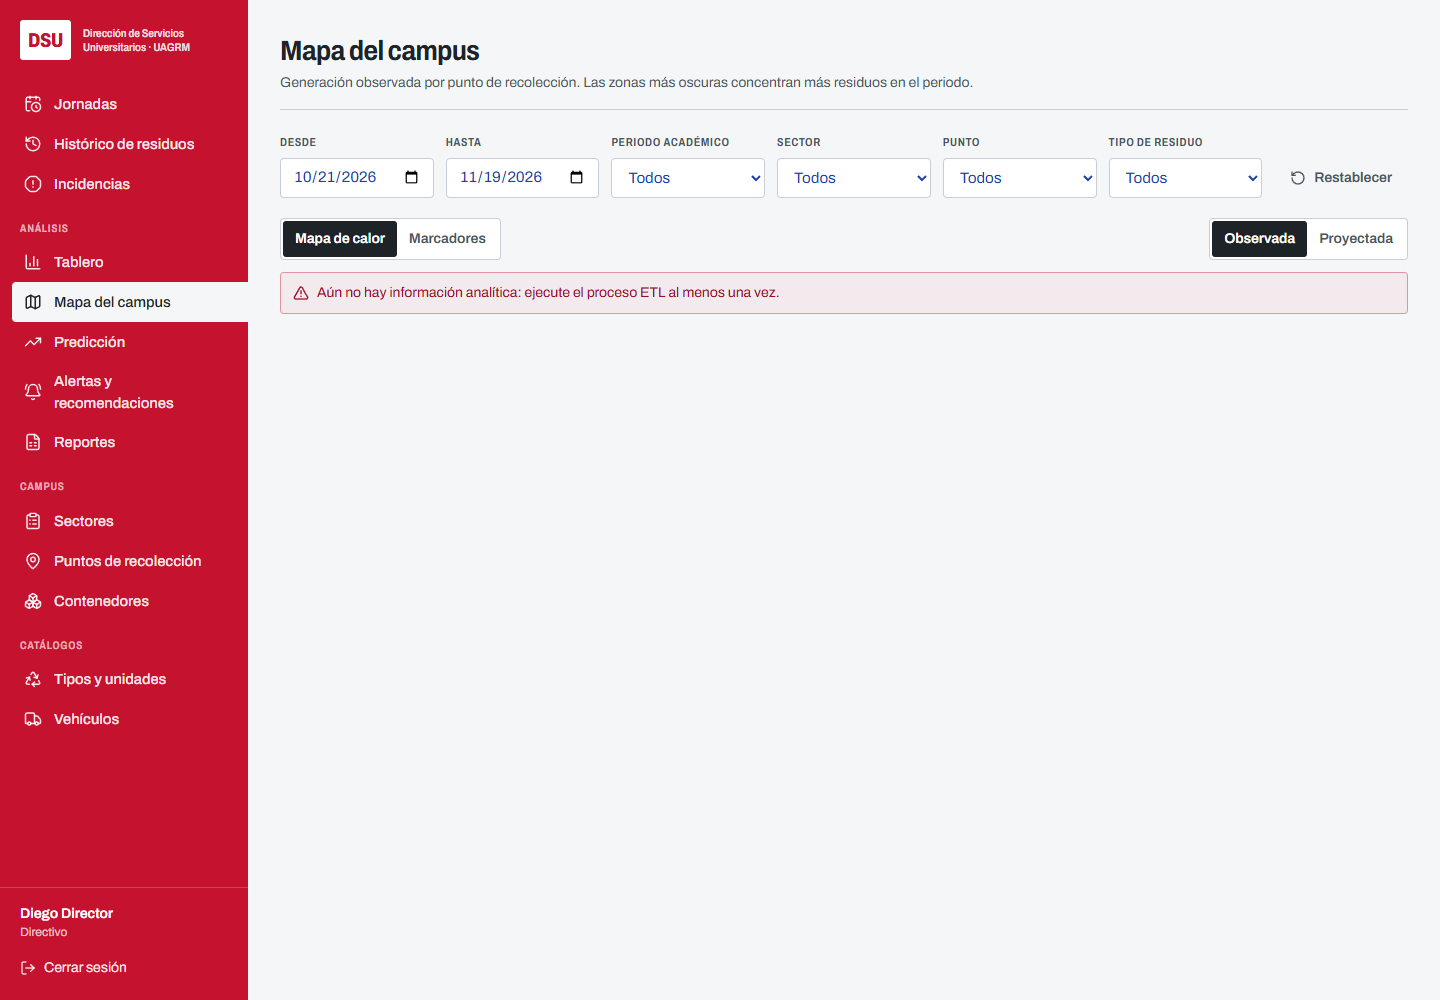 DSU
Dirección de Servicios
Universitarios · UAGRM
Jornadas
Histórico de residuos
Incidencias
ANÁLISIS
Tablero
Mapa del campus
Predicción
Alertas y
recomendaciones
Reportes
CAMPUS
Sectores
Puntos de recolección
Contenedores
CATÁLOGOS
Tipos y unidades
Vehículos
Diego Director
Directivo
Cerrar sesión
Mapa del campus
Generación observada por punto de recolección. Las zonas más oscuras concentran más residuos en el periodo.
DESDE HASTA PERIODO ACADÉMICO SECTOR PUNTO TIPO DE RESIDUO
10/21/2026 11/19/2026 Todos Todos Todos Todos Restablecer
Mapa de calor Marcadores Observada Proyectada
Aún no hay información analítica: ejecute el proceso ETL al menos una vez.